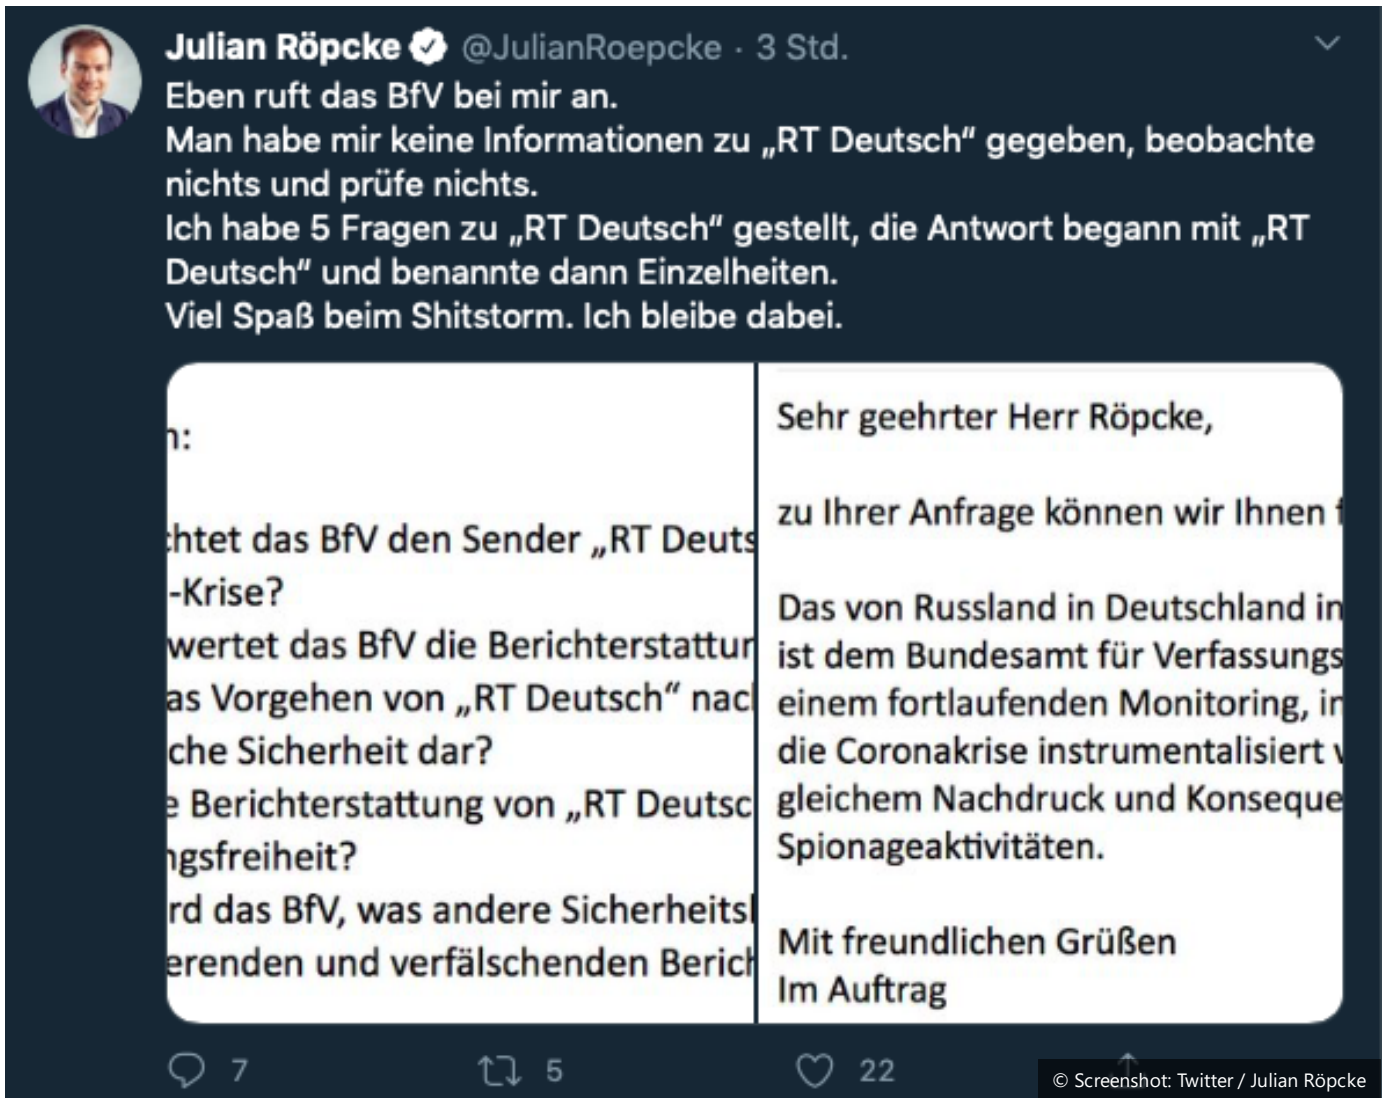 Julian Röpcke @JulianRoepcke · 3 Std.
Eben ruft das BfV bei mir an.
Man habe mir keine Informationen zu „RT Deutsch“ gegeben, beobachte
nichts und prüfe nichts.
Ich habe 5 Fragen zu „RT Deutsch“ gestellt, die Antwort begann mit „RT
Deutsch“ und benannte dann Einzelheiten.
Viel Spaß beim Shitstorm. Ich bleibe dabei.
n:
chtet das BfV den Sender „RT Deuts
-Krise?
wertet das BfV die Berichterstattur
as Vorgehen von „RT Deutsch“ nach
che Sicherheit dar?
e Berichterstattung von „RT Deutsc
ngsfreiheit?
rd das BfV, was andere Sicherheits
erenden und verfälschenden Berich
Sehr geehrter Herr Röpcke,
zu Ihrer Anfrage können wir Ihnen f
Das von Russland in Deutschland in
ist dem Bundesamt für Verfassungs
einem fortlaufenden Monitoring, in
die Coronakrise instrumentalisiert
gleichem Nachdruck und Konseque
Spionageaktivitäten.
Mit freundlichen Grüßen
Im Auftrag
7 5 22
© Screenshot: Twitter / Julian Röpcke